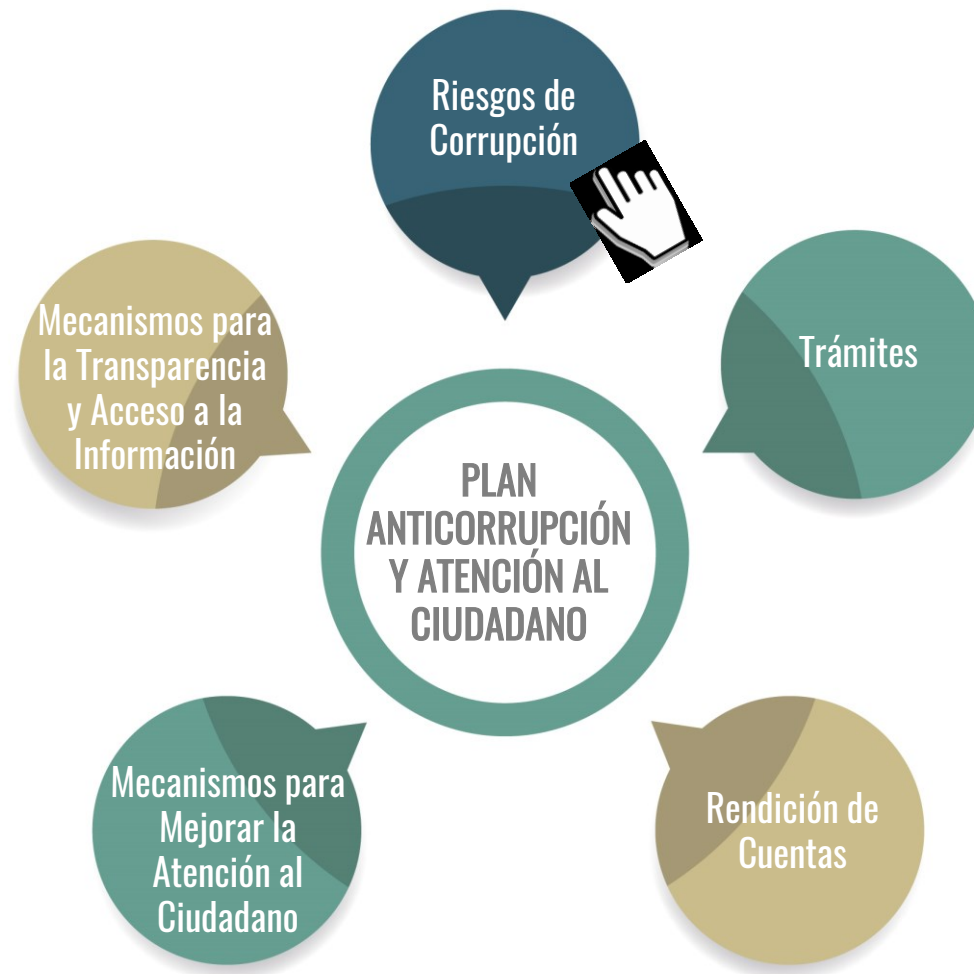 Riesgos de
Corrupción
Trámites
Mecanismos para
la Transparencia
y Acceso a la
Información
PLAN
ANTICORRUPCIÓN
Y ATENCIÓN AL
CIUDADANO
Rendición de
Cuentas
Mecanismos para
Mejorar la
Atención al
Ciudadano